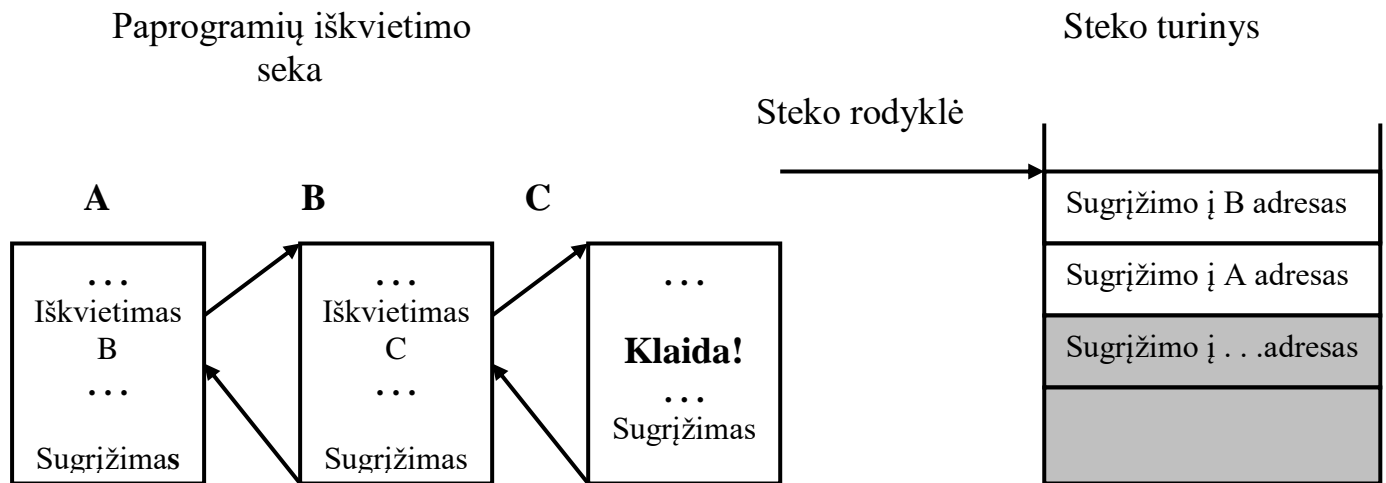 Paprogramių iškvietimo
seka
Steko turinys
Steko rodyklė
A
B
C
. . .
Iškvietimas
B
. . .
Sugrįžimas
. . .
Iškvietimas
C
. . .
Sugrįžimas
. . .
Klaida!
. . .
Sugrįžimas
Sugrįžimo į B adresas
Sugrįžimo į A adresas
Sugrįžimo į . . .adresas